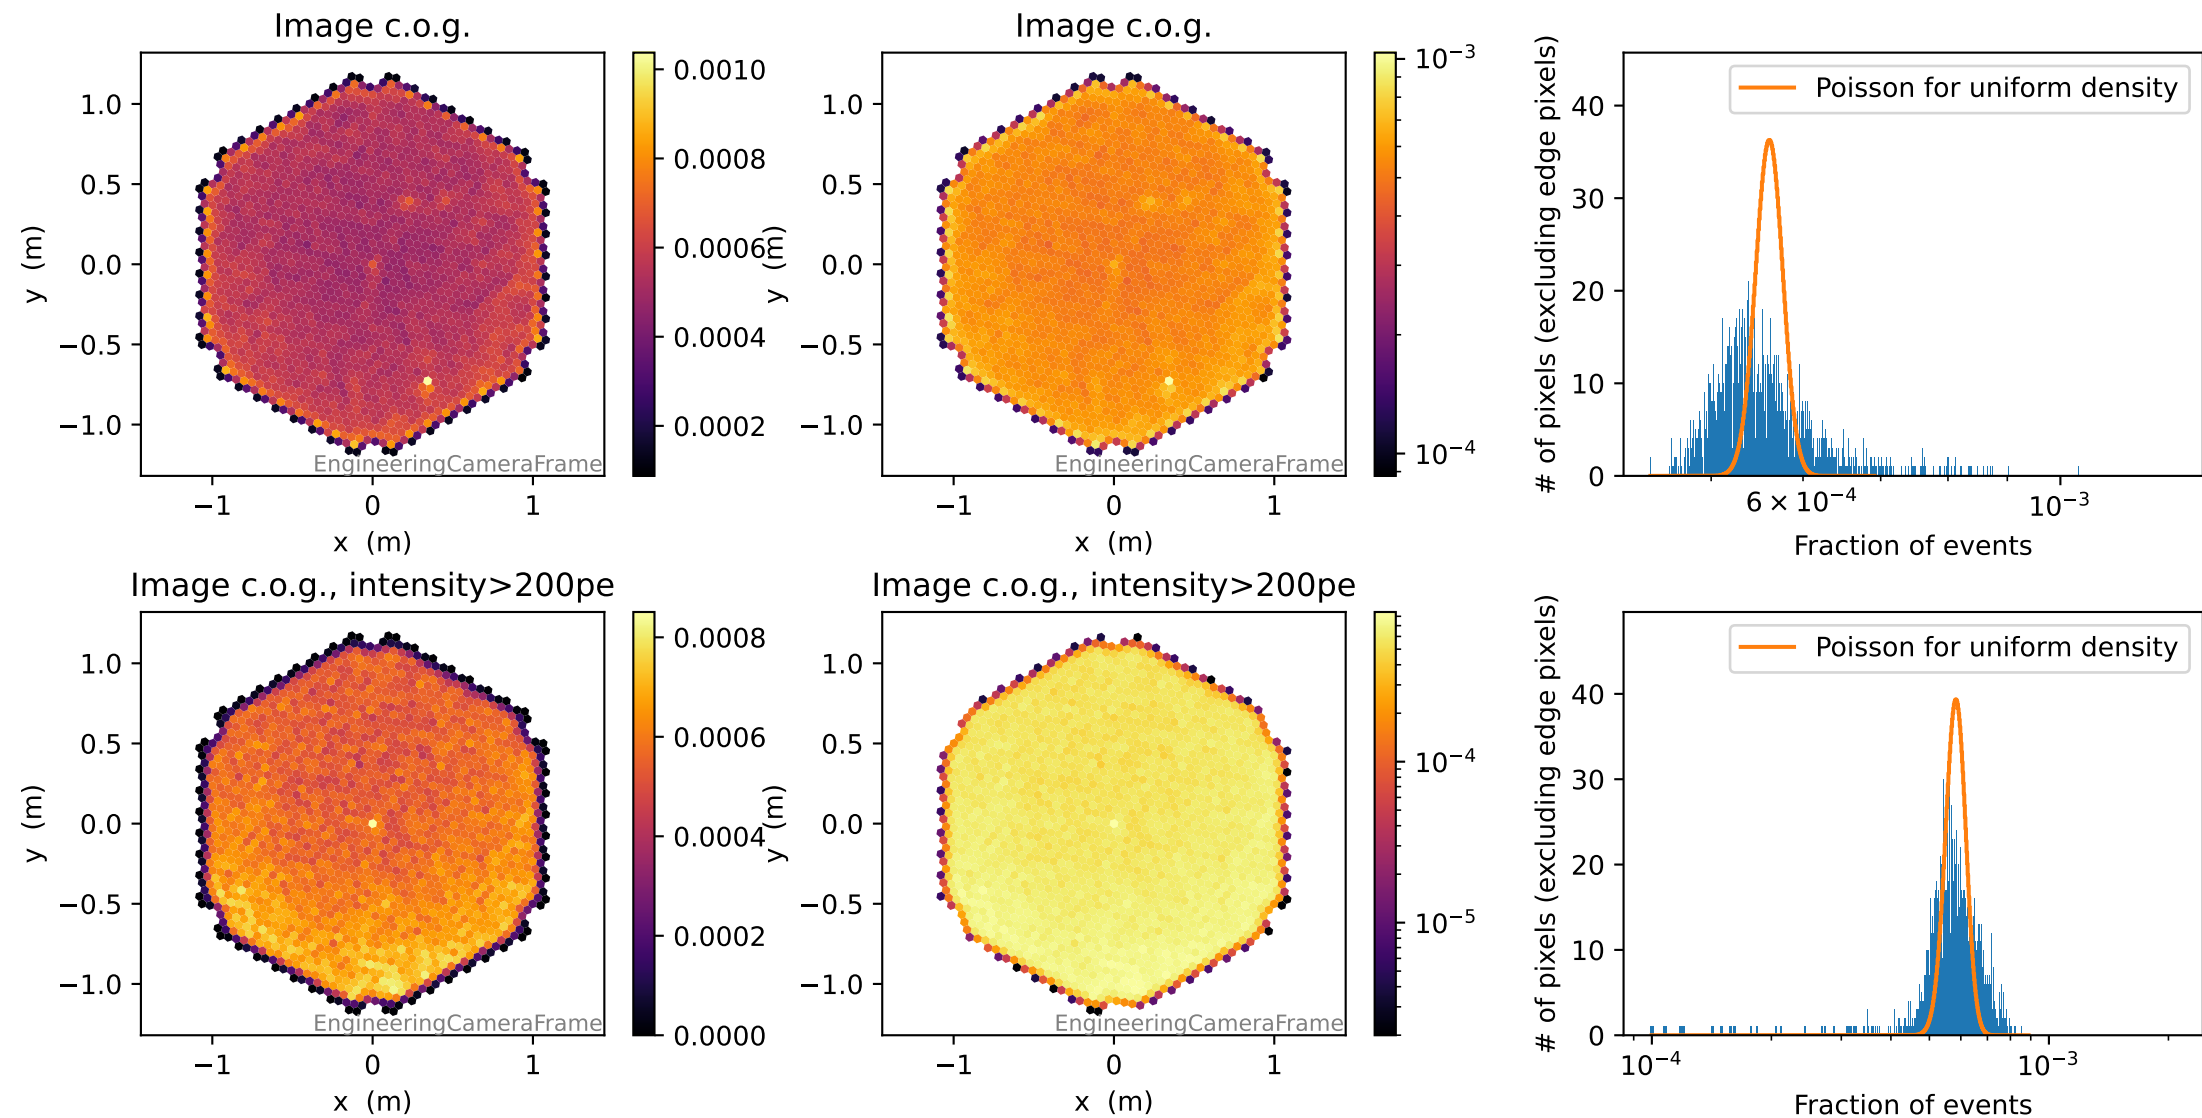 Image c.o.g.
1.0
0.5
0.0
−0.5
−1.0
y (m)
−1
0
1
x (m)
EngineeringCameraFrame
0.0010
0.0008
0.0006
0.0004
0.0002
Image c.o.g.
1.0
0.5
0.0
−0.5
−1.0
y (m)
−1
0
1
x (m)
EngineeringCameraFrame
10⁻³
10⁻⁴
Poisson for uniform density
# of pixels (excluding edge pixels)
40
30
20
10
0
6 × 10⁻⁴
10⁻³
Fraction of events
Image c.o.g., intensity>200pe
1.0
0.5
0.0
−0.5
−1.0
y (m)
−1
0
1
x (m)
EngineeringCameraFrame
0.0008
0.0006
0.0004
0.0002
0.0000
Image c.o.g., intensity>200pe
1.0
0.5
0.0
−0.5
−1.0
y (m)
−1
0
1
x (m)
EngineeringCameraFrame
10⁻⁴
10⁻⁵
Poisson for uniform density
# of pixels (excluding edge pixels)
40
30
20
10
0
10⁻⁴
10⁻³
Fraction of events